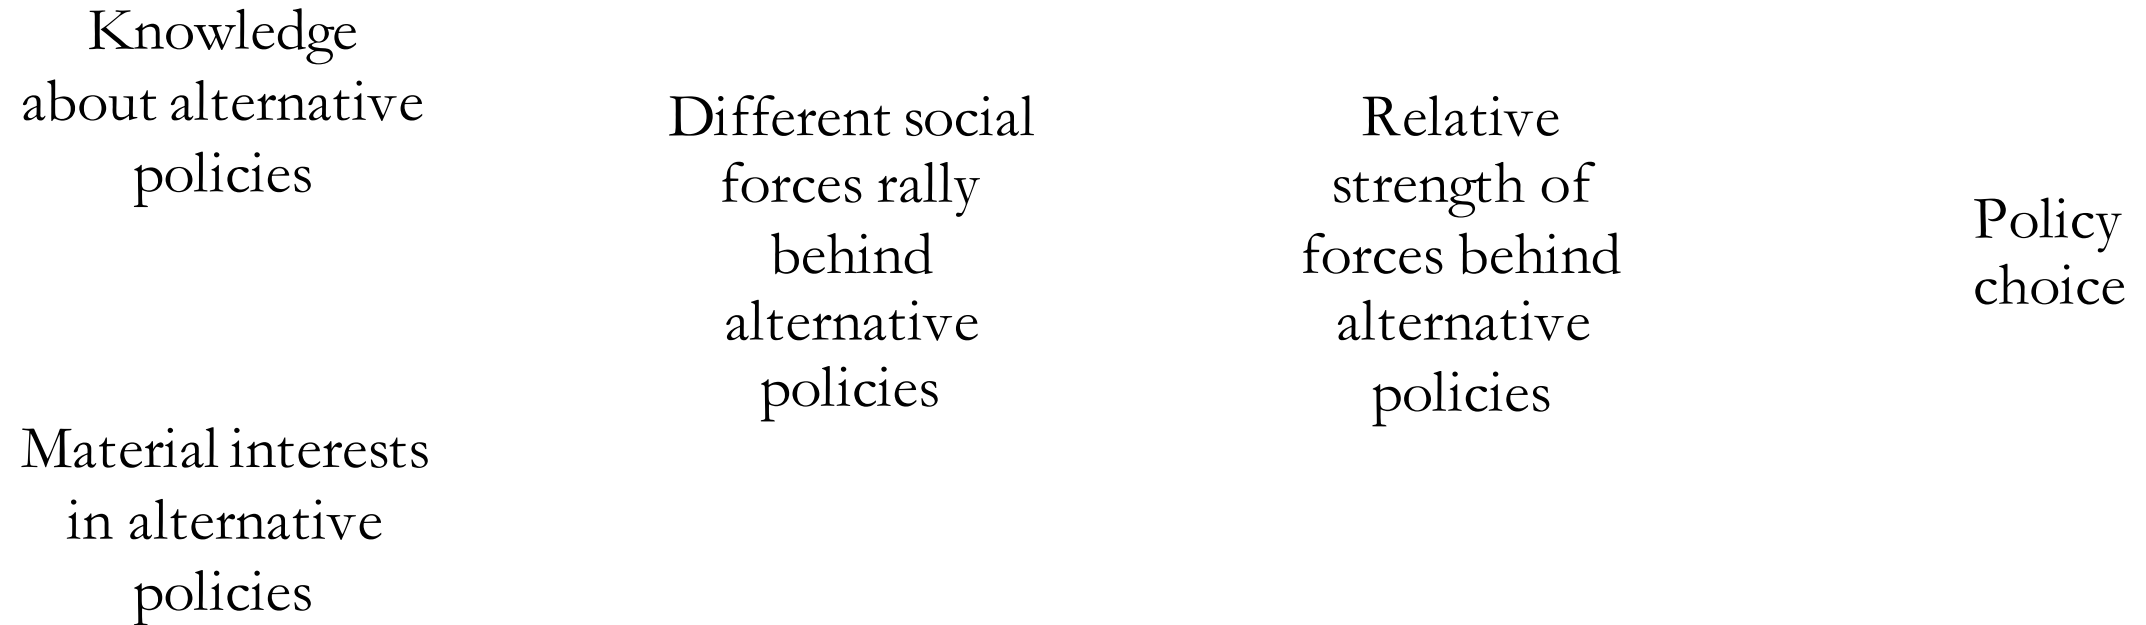 Knowledge
about alternative
policies
Material interests
in alternative
policies
Different social
forces rally
behind
alternative
policies
Relative
strength of
forces behind
alternative
policies
Policy
choice